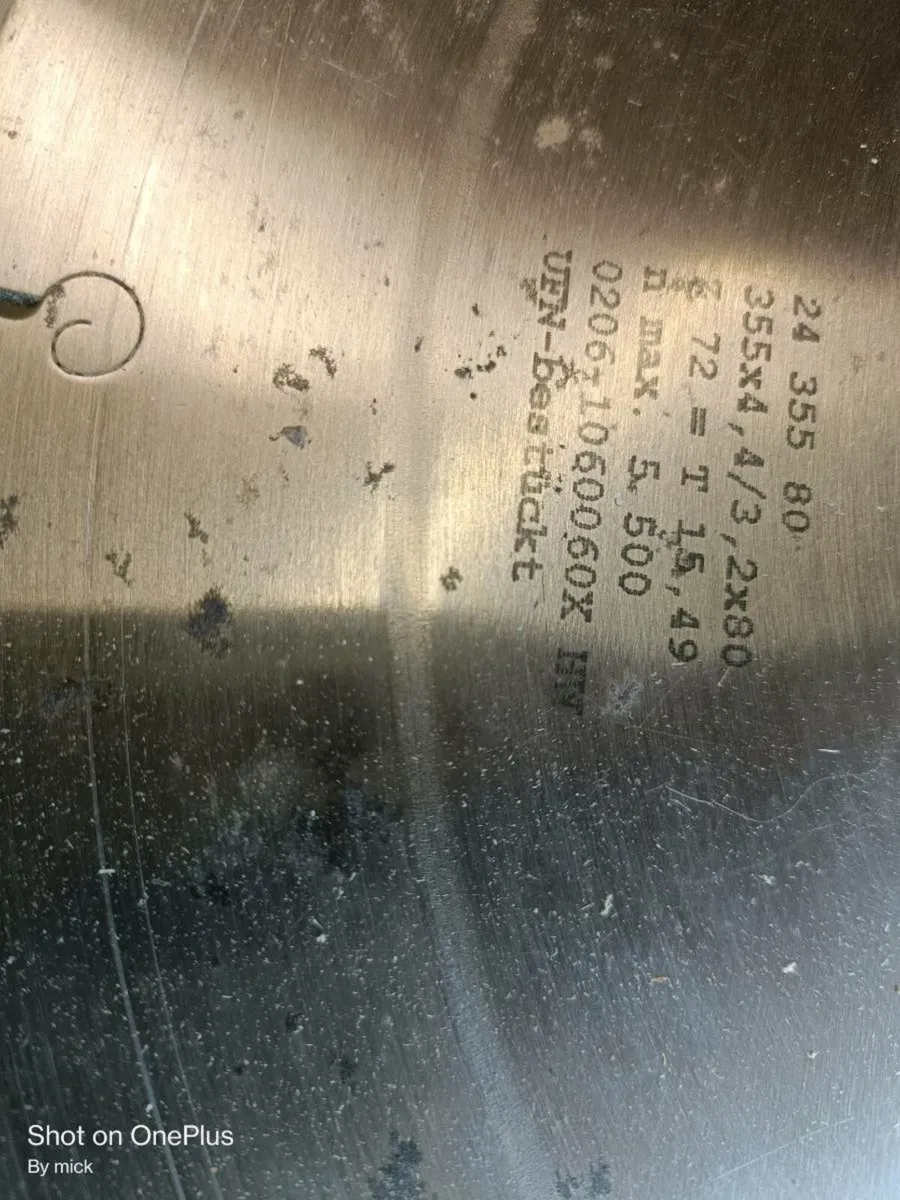 24 355 80
355x4,4/3,2x80
Z 72 = T 15,49
n max. 5 500
0206-1060060X HW
UFN-bestückt
Shot on OnePlus
By mick